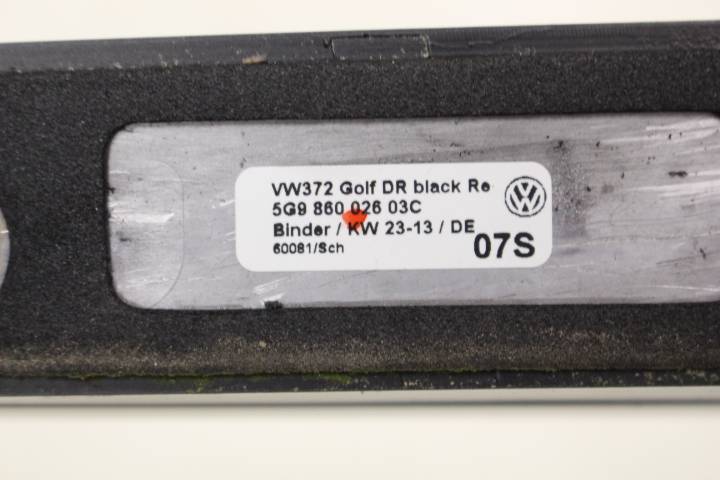 VW372 Golf DR black Re
5G9 860 026 03C
Binder / KW 23-13 / DE
60081/Sch
07S